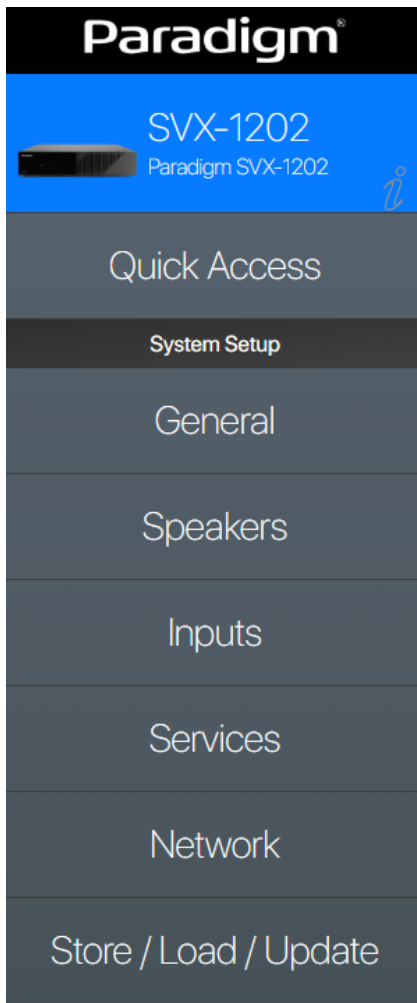 Paradigm®
SVX-1202
Paradigm SVX-1202
i
Quick Access
System Setup
General
Speakers
Inputs
Services
Network
Store / Load / Update